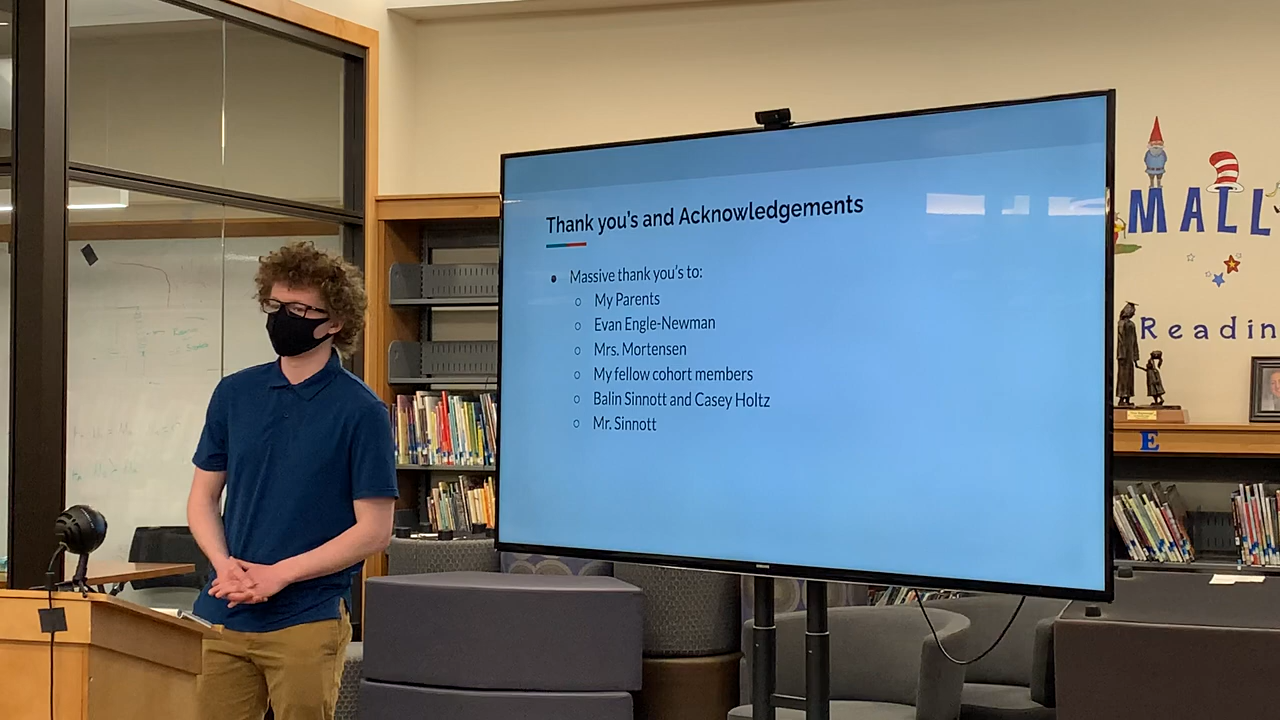 Thank you's and Acknowledgements
Massive thank you's to:
My Parents
Evan Engle-Newman
Mrs. Mortensen
My fellow cohort members
Balin Sinnott and Casey Holtz
Mr. Sinnott
MALL
Readin
E
SAMSUNG